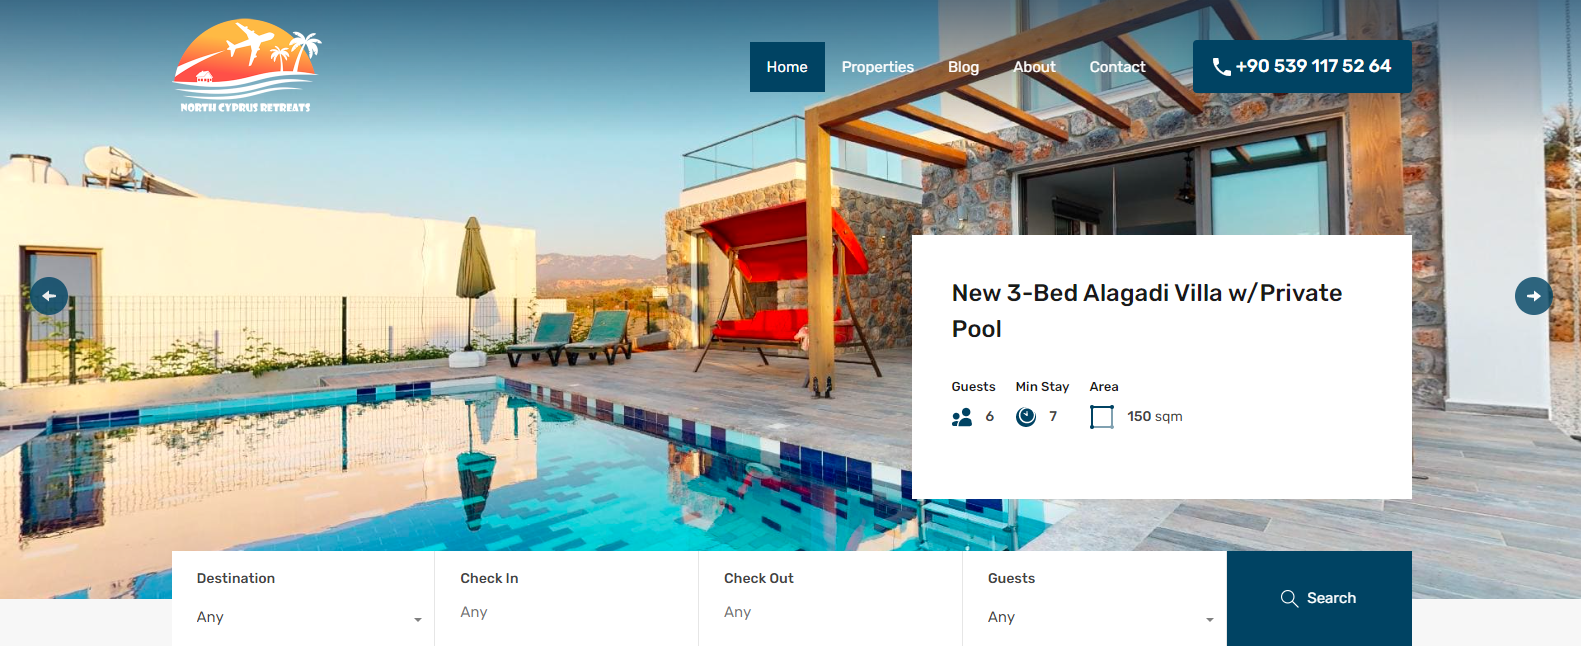 NORTH CYPRUS RETREATS
Home Properties Blog About Contact +90 539 117 52 64
New 3-Bed Alagadi Villa w/Private
Pool
Guests Min Stay Area
6 7 150 sqm
Destination Check In Check Out Guests
Any Any Any Any
Search